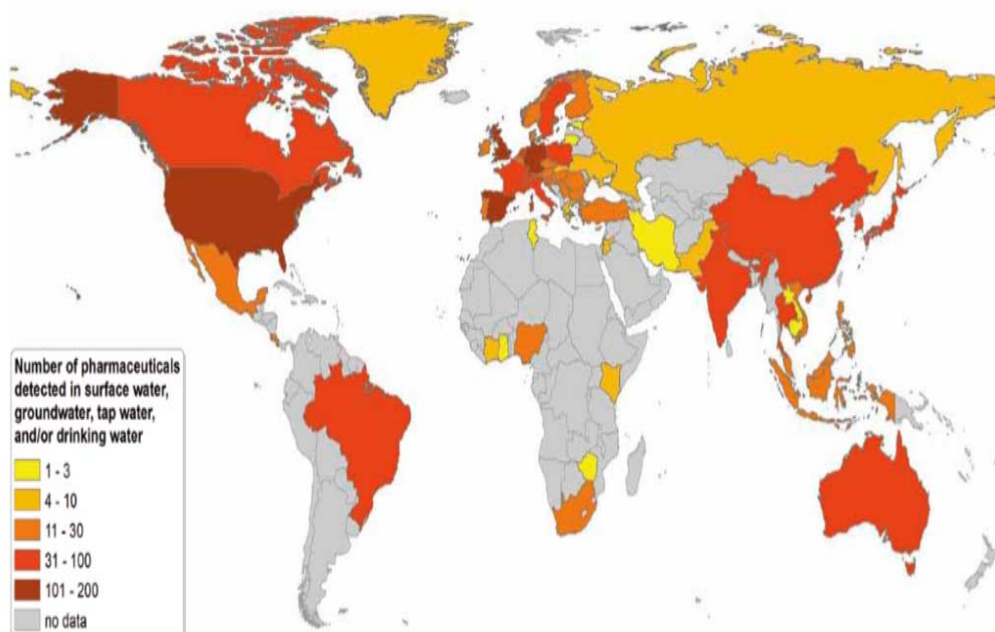 Number of pharmaceuticals
detected in surface water,
groundwater, tap water,
and/or drinking water
1 - 3
4 - 10
11 - 30
31 - 100
101 - 200
no data